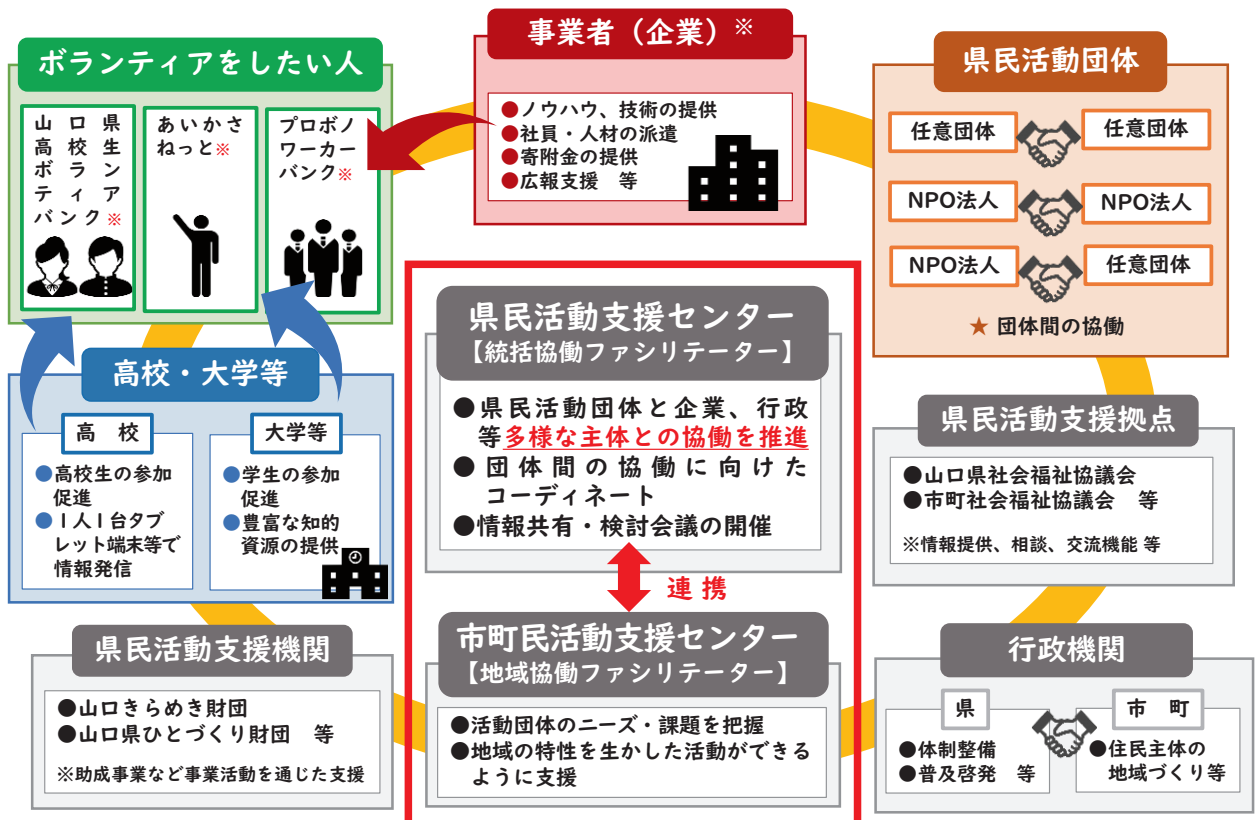 ボランティアをしたい人
山口県
高校生
ボラン
ティア
バンク※
あいかさ
ねっと※
プロボノ
ワーカー
バンク※
事業者（企業）※
●ノウハウ、技術の提供
●社員・人材の派遣
●寄附金の提供
●広報支援　等
県民活動団体
任意団体
任意団体
NPO法人
NPO法人
NPO法人
任意団体
★ 団体間の協働
高校・大学等
高　校
●高校生の参加
促進
●1人1台タブ
レット端末等で
情報発信
大学等
●学生の参加
促進
●豊富な知的
資源の提供
県民活動支援センター
【統括協働ファシリテーター】
●県民活動団体と企業、行政
等多様な主体との協働を推進
●団体間の協働に向けた
コーディネート
●情報共有・検討会議の開催
連携
市町民活動支援センター
【地域協働ファシリテーター】
●活動団体のニーズ・課題を把握
●地域の特性を生かした活動ができる
ように支援
県民活動支援拠点
●山口県社会福祉協議会
●市町社会福祉協議会　等
※情報提供、相談、交流機能 等
県民活動支援機関
●山口きらめき財団
●山口県ひとづくり財団　等
※助成事業など事業活動を通じた支援
行政機関
県
●体制整備
●普及啓発　等
市　町
●住民主体の
地域づくり等